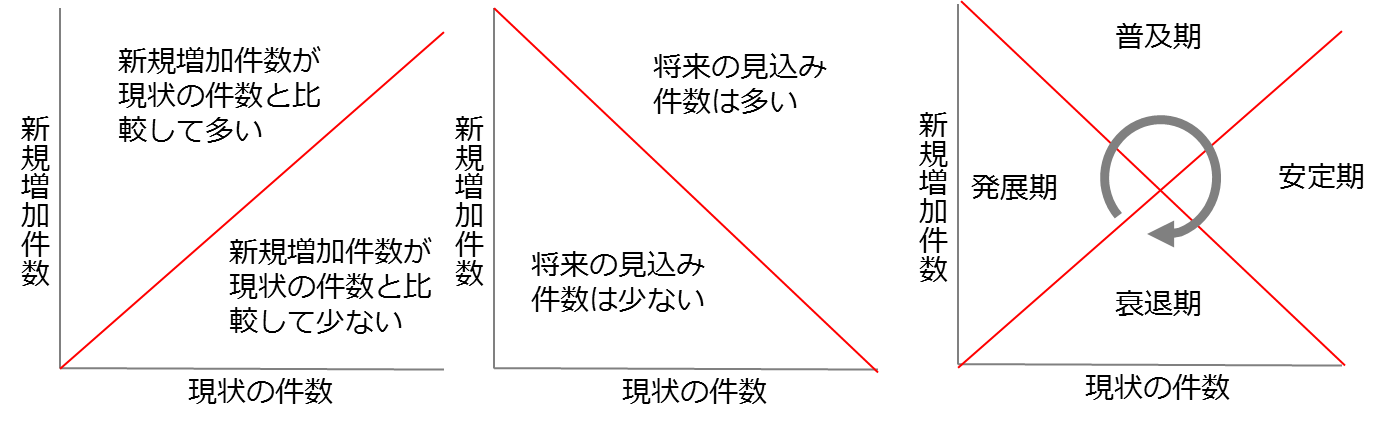 新規増加件数が
現状の件数と比
較して多い
新規増加件数
新規増加件数が
現状の件数と比
較して少ない
現状の件数
将来の見込み
件数は多い
新規増加件数
将来の見込み
件数は少ない
現状の件数
普及期
新規増加件数
発展期
安定期
衰退期
現状の件数